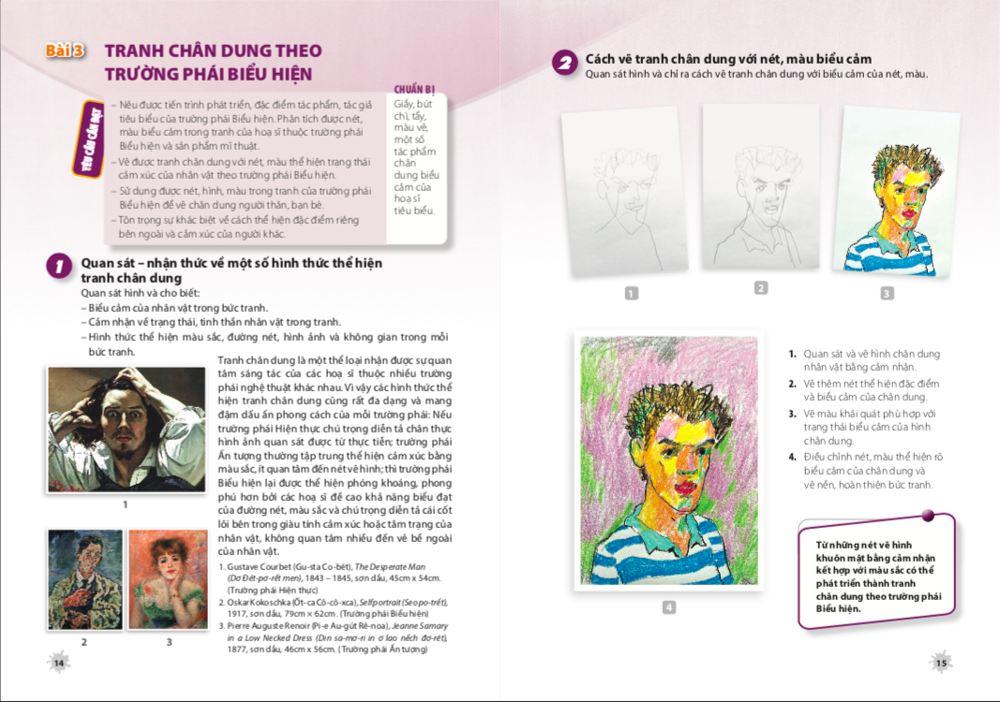 Bài 3
TRANH CHÂN DUNG THEO
TRƯỜNG PHÁI BIỂU HIỆN
YÊU CẦU CẦN ĐẠT
– Nêu được tiến trình phát triển, đặc điểm tác phẩm, tác giả
tiêu biểu của trường phái Biểu hiện. Phân tích được nét,
màu biểu cảm trong tranh của hoạ sĩ thuộc trường phái
Biểu hiện và sản phẩm mĩ thuật.
– Vẽ được tranh chân dung với nét, màu thể hiện trạng thái
cảm xúc của nhân vật theo trường phái Biểu hiện.
– Sử dụng được nét, hình, màu trong tranh của trường phái
Biểu hiện để vẽ chân dung người thân, bạn bè.
– Tôn trọng sự khác biệt về cách thể hiện đặc điểm riêng
bên ngoài và cảm xúc của người khác.
CHUẨN BỊ
Giấy, bút
chì, tẩy,
màu vẽ,
một số
tác phẩm
chân
dung biểu
cảm của
hoạ sĩ
tiêu biểu.
1
Quan sát – nhận thức về một số hình thức thể hiện
tranh chân dung
Quan sát hình và cho biết:
– Biểu cảm của nhân vật trong bức tranh.
– Cảm nhận về trạng thái, tinh thần nhân vật trong tranh.
– Hình thức thể hiện màu sắc, đường nét, hình ảnh và không gian trong mỗi
bức tranh.
1
2
3
Tranh chân dung là một thể loại nhận được sự quan
tâm sáng tác của các hoạ sĩ thuộc nhiều trường
phái nghệ thuật khác nhau. Vì vậy các hình thức thể
hiện tranh chân dung cũng rất đa dạng và mang
đậm dấu ấn phong cách của mỗi trường phái: Nếu
trường phái Hiện thực chú trọng diễn tả chân thực
hình ảnh quan sát được từ thực tiễn; trường phái
Ấn tượng thường tập trung thể hiện cảm xúc bằng
màu sắc, ít quan tâm đến nét vẽ hình; thì trường phái
Biểu hiện lại được thể hiện phóng khoáng, phong
phú hơn bởi các hoạ sĩ đề cao khả năng biểu đạt
của đường nét, màu sắc và chú trọng diễn tả cái cốt
lõi bên trong giàu tính cảm xúc hoặc tâm trạng của
nhân vật, không quan tâm nhiều đến vẻ bề ngoài
của nhân vật.
1. Gustave Courbet (Gu-sta Co-bét), The Desperate Man
(Dơ Đét-pơ-rết men), 1843 – 1845, sơn dầu, 45cm x 54cm.
(Trường phái Hiện thực)
2. Oskar Kokoschka (Ốt-ca Cô-cô-xca), Selfportrait (Seo po-trết),
1917, sơn dầu, 79cm × 62cm. (Trường phái Biểu hiện)
3. Pierre Auguste Renoir (Pi-e Au-gút Rê-noa), Jeanne Samary
in a Low Necked Dress (Din sa-mơ-ri in ơ lao nếch đơ-rét),
1877, sơn dầu, 46cm x 56cm. (Trường phái Ấn tượng)
14
2
Cách vẽ tranh chân dung với nét, màu biểu cảm
Quan sát hình và chỉ ra cách vẽ tranh chân dung với biểu cảm của nét, màu.
1
2
3
4
1. Quan sát và vẽ hình chân dung
nhân vật bằng cảm nhận.
2. Vẽ thêm nét thể hiện đặc điểm
và biểu cảm của chân dung.
3. Vẽ màu khái quát phù hợp với
trạng thái biểu cảm của hình
chân dung.
4. Điều chỉnh nét, màu thể hiện rõ
biểu cảm của chân dung và
vẽ nền, hoàn thiện bức tranh.
Từ những nét vẽ hình
khuôn mặt bằng cảm nhận
kết hợp với màu sắc có thể
phát triển thành tranh
chân dung theo trường phái
Biểu hiện.
15